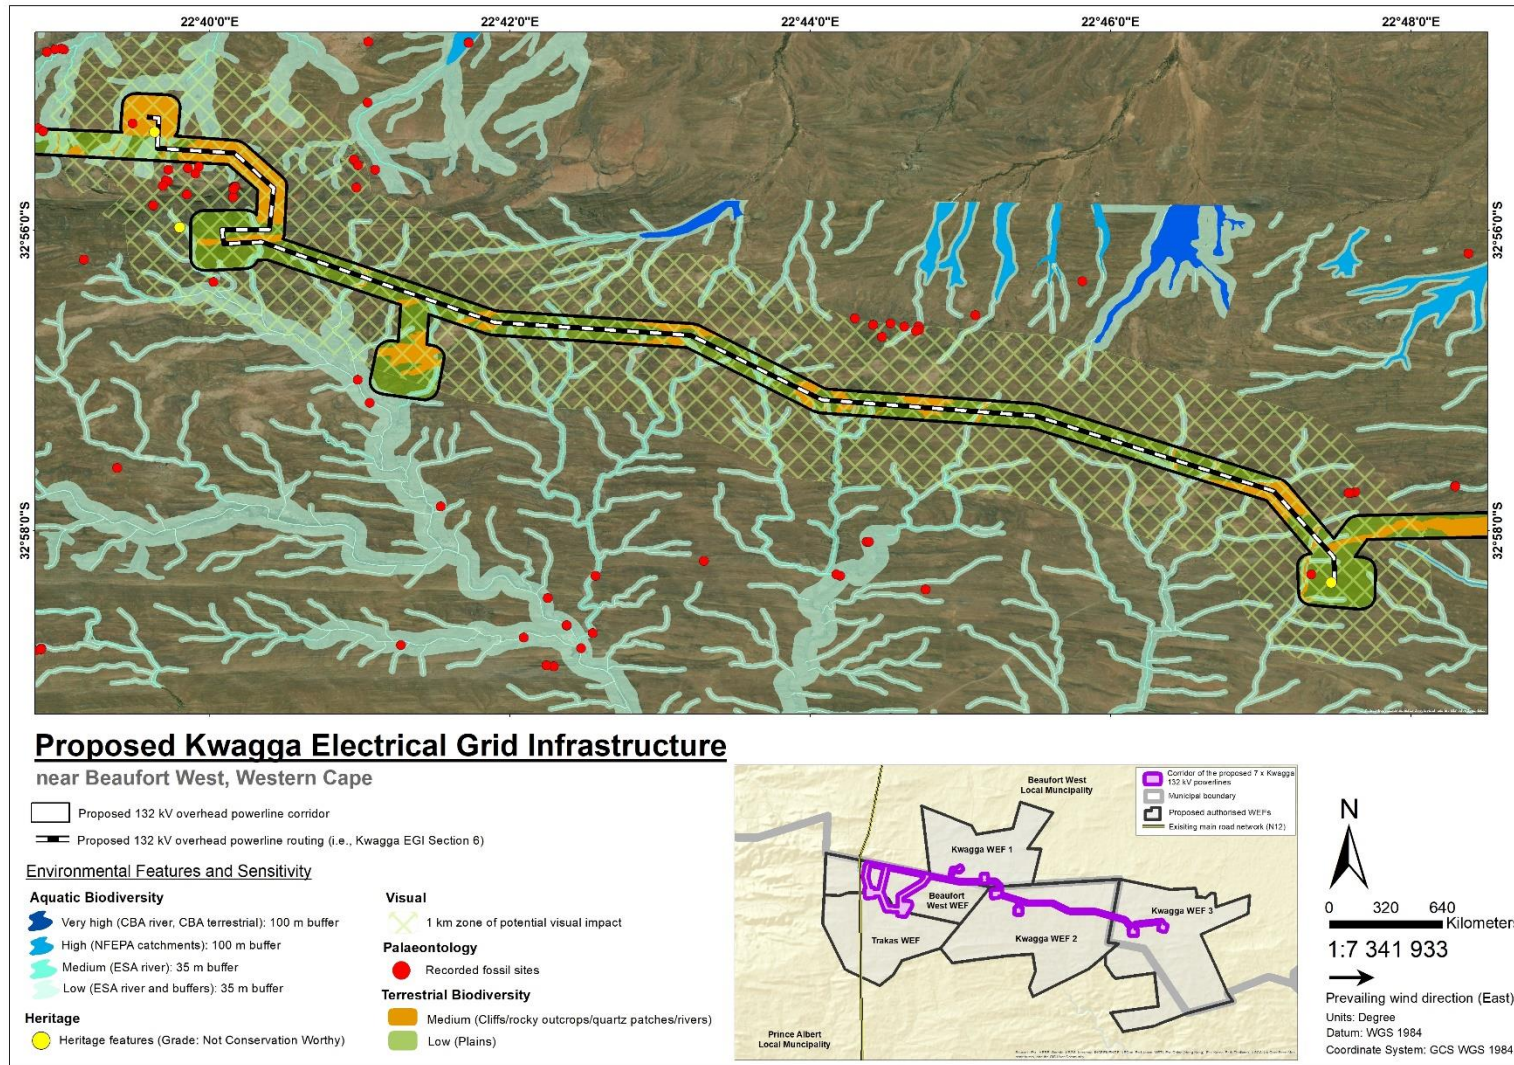 22°40'0"E
22°42'0"E
22°44'0"E
22°46'0"E
22°48'0"E
32°56'0"S
32°56'0"S
32°58'0"S
32°58'0"S
Proposed Kwagga Electrical Grid Infrastructure
near Beaufort West, Western Cape
Proposed 132 kV overhead powerline corridor
Proposed 132 kV overhead powerline routing (i.e., Kwagga EGI Section 6)
Environmental Features and Sensitivity
Aquatic Biodiversity
Very high (CBA river, CBA terrestrial): 100 m buffer
High (NFEPA catchments): 100 m buffer
Medium (ESA river): 35 m buffer
Low (ESA river and buffers): 35 m buffer
Heritage
Heritage features (Grade: Not Conservation Worthy)
Visual
1 km zone of potential visual impact
Palaeontology
Recorded fossil sites
Terrestrial Biodiversity
Medium (Cliffs/rocky outcrops/quartz patches/rivers)
Low (Plains)
Beaufort West
Local Muncipality
Corridor of the proposed 7 x Kwagga
132 kV powerlines
Municipal boundary
Proposed authorised WEFs
Exisiting main road network (N12)
Kwagga WEF 1
Beaufort
West WEF
Kwagga WEF 3
Trakas WEF
Kwagga WEF 2
Prince Albert
Local Muncipality
N
0 320 640
Kilometers
1:7 341 933
Prevailing wind direction (East)
Units: Degree
Datum: WGS 1984
Coordinate System: GCS WGS 1984